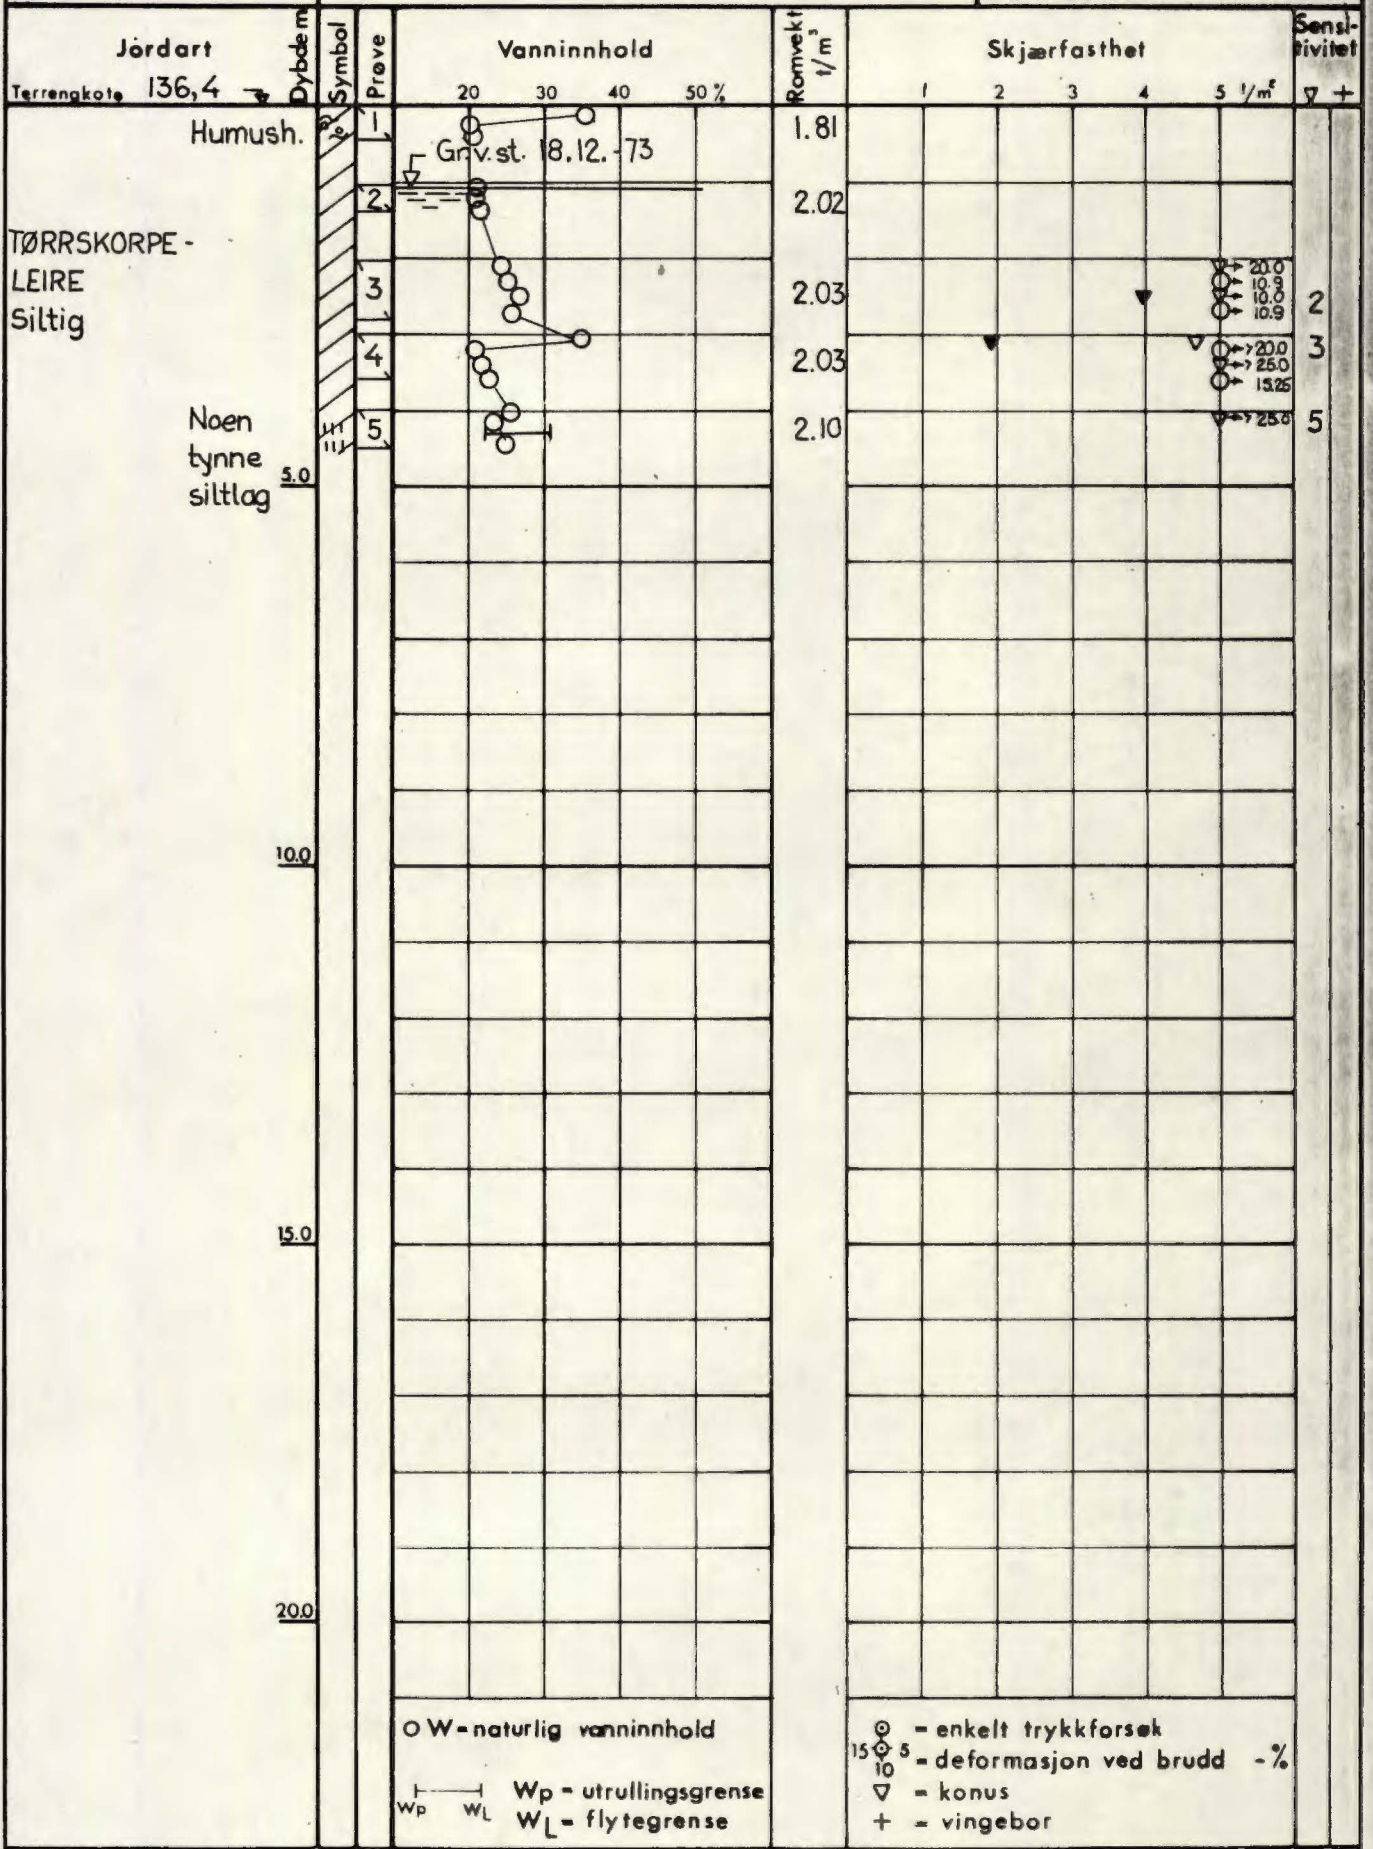 Jordart
Terrengkote 136,4
Dybde m
Symbol
Prøve
Vanninnhold
20 30 40 50 %
Romvekt t/m³
Skjærfasthet
1 2 3 4 5 t/m²
Sensi-
tivitet
▽ +
Humush.
1
1.81
Gr.v.st. 18.12.-73
2
2.02
TØRRSKORPE-
LEIRE
Siltig
3
2.03
20.0
10.9
10.0
10.9
2
4
2.03
>20.0
>25.0
15.25
3
Noen
tynne
siltlag
5
2.10
>25.0
5
5.0
10.0
15.0
20.0
O W = naturlig vanninnhold
Wp WL
Wp = utrullingsgrense
WL = flytegrense
= enkelt trykkforsøk
15 5
10
= deformasjon ved brudd - %
▽ = konus
+ = vingebor